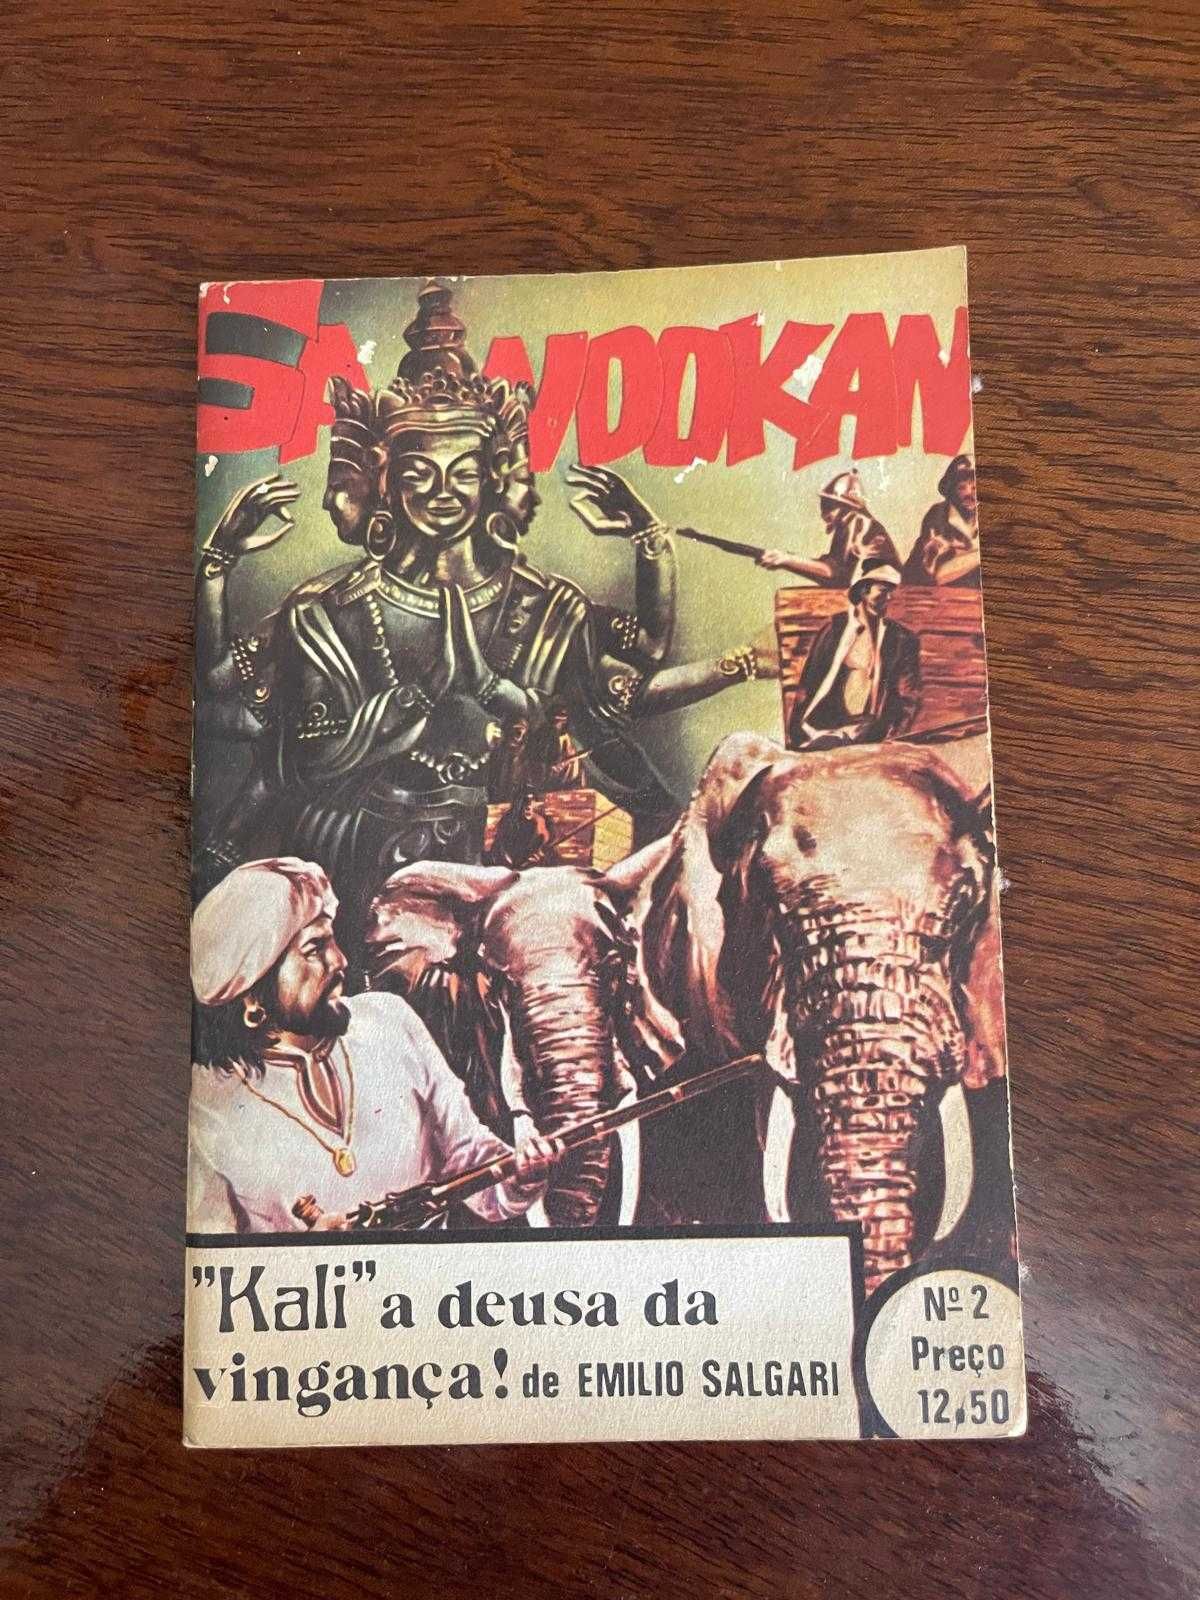 SANDOKAN
"Kali" a deusa da
vingança! de EMILIO SALGARI
Nº 2
Preço
12.50